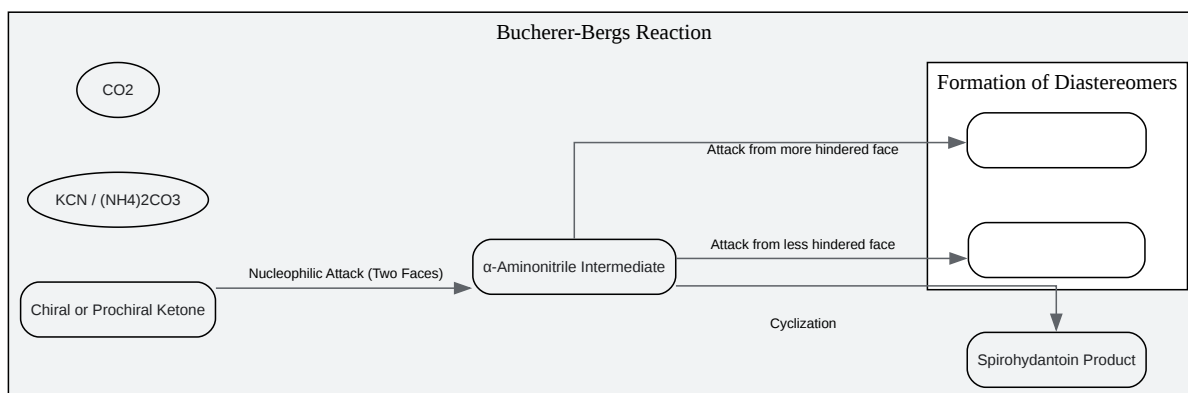 Bucherer-Bergs Reaction
CO2
Formation of Diastereomers
Attack from more hindered face
KCN / (NH4)2CO3
Attack from less hindered face
α-Aminonitrile Intermediate
Nucleophilic Attack (Two Faces)
Chiral or Prochiral Ketone
Cyclization
Spirohydantoin Product